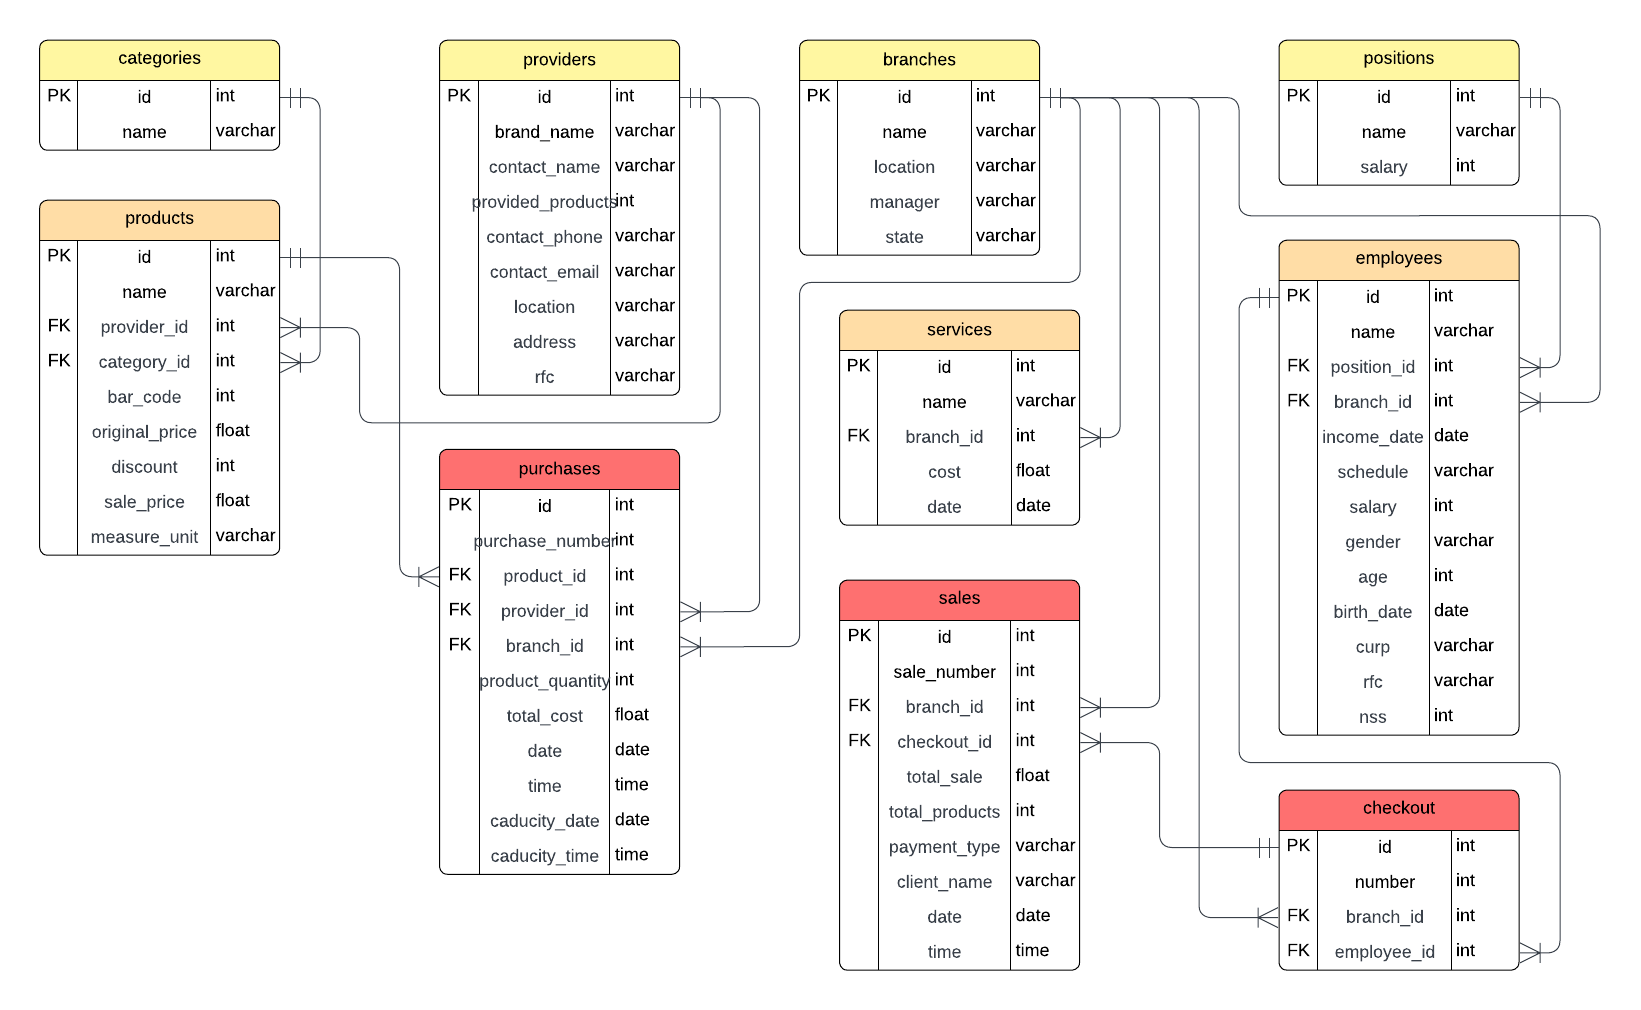 categories
PK id int
name varchar
products
PK id int
name varchar
FK provider_id int
FK category_id int
bar_code int
original_price float
discount int
sale_price float
measure_unit varchar
providers
PK id int
brand_name varchar
contact_name varchar
provided_products int
contact_phone varchar
contact_email varchar
location varchar
address varchar
rfc varchar
purchases
PK id int
purchase_number int
FK product_id int
FK provider_id int
FK branch_id int
product_quantity int
total_cost float
date date
time time
caducity_date date
caducity_time time
branches
PK id int
name varchar
location varchar
manager varchar
state varchar
services
PK id int
name varchar
FK branch_id int
cost float
date date
sales
PK id int
sale_number int
FK branch_id int
FK checkout_id int
total_sale float
total_products int
payment_type varchar
client_name varchar
date date
time time
positions
PK id int
name varchar
salary int
employees
PK id int
name varchar
FK position_id int
FK branch_id int
income_date date
schedule varchar
salary int
gender varchar
age int
birth_date date
curp varchar
rfc varchar
nss int
checkout
PK id int
number int
FK branch_id int
FK employee_id int